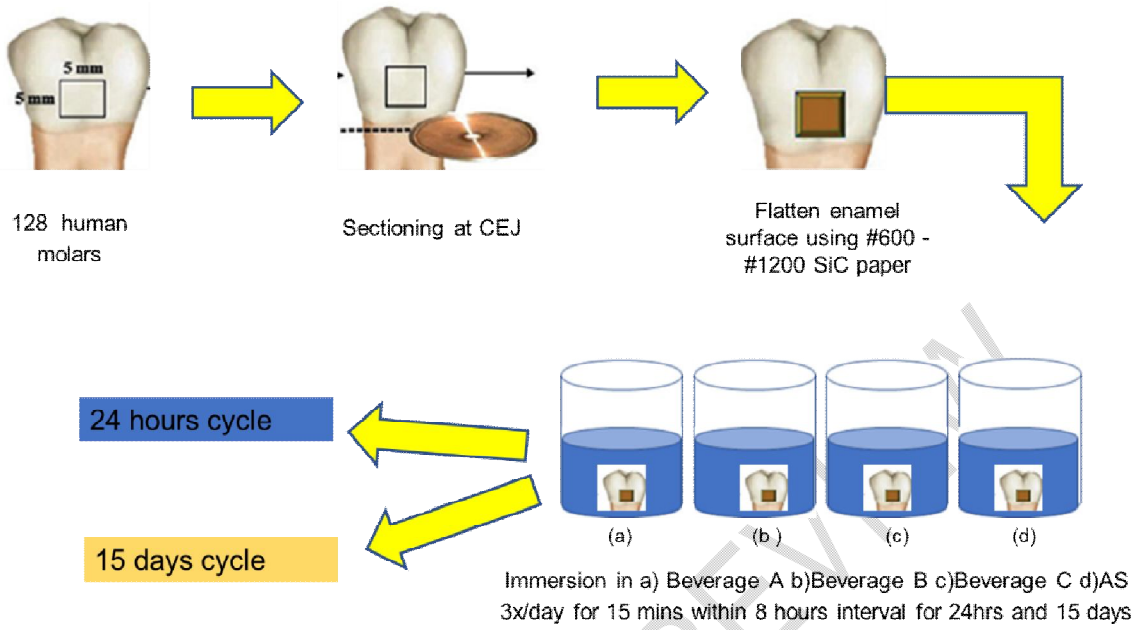 5 mm
5 mm
128 human
molars
Sectioning at CEJ
Flatten enamel
surface using #600 -
#1200 SiC paper
24 hours cycle
15 days cycle
(a)
(b )
(c)
(d)
Immersion in a) Beverage A b)Beverage B c)Beverage C d)AS
3x/day for 15 mins within 8 hours interval for 24hrs and 15 days